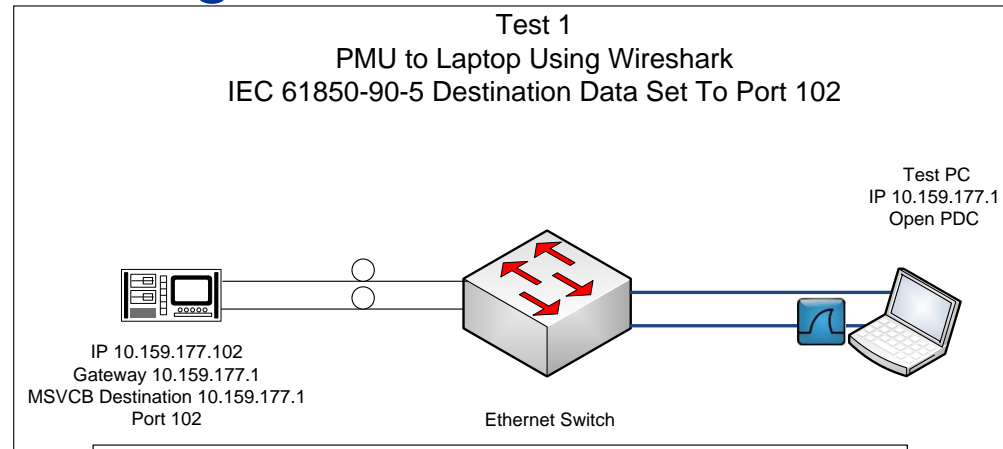 Test 1
PMU to Laptop Using Wireshark
IEC 61850-90-5 Destination Data Set To Port 102
Test PC
IP 10.159.177.1
Open PDC
IP 10.159.177.102
Gateway 10.159.177.1
MSVCB Destination 10.159.177.1
Port 102
Ethernet Switch